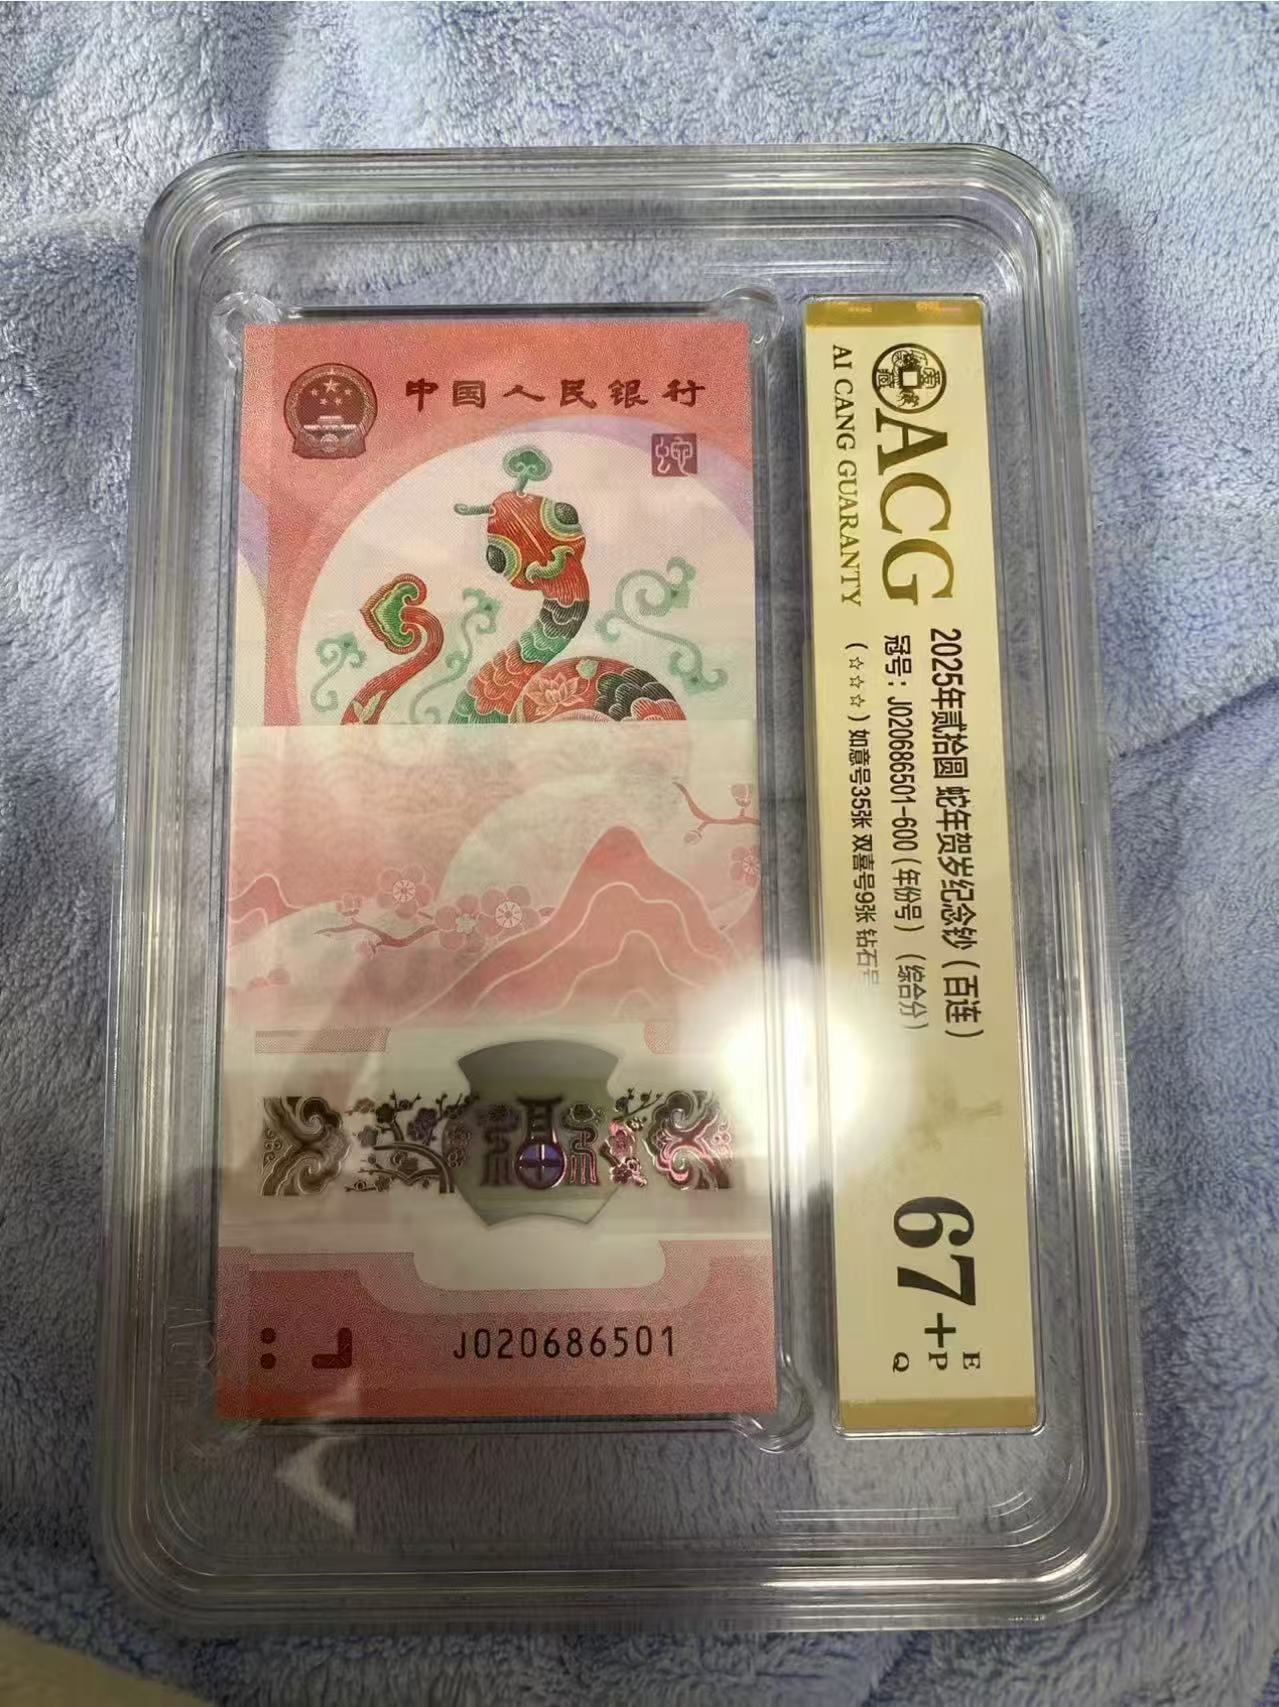 中国人民银行
蛇
J020686501
ACG
AI CANG GUARANTY
2025年贰拾圆 蛇年贺岁纪念钞（百连）
冠号：J020686501-600（年份号）（综合分）
（☆☆☆）如意号35张 双喜号9张 钻石号
67+
E
P
Q